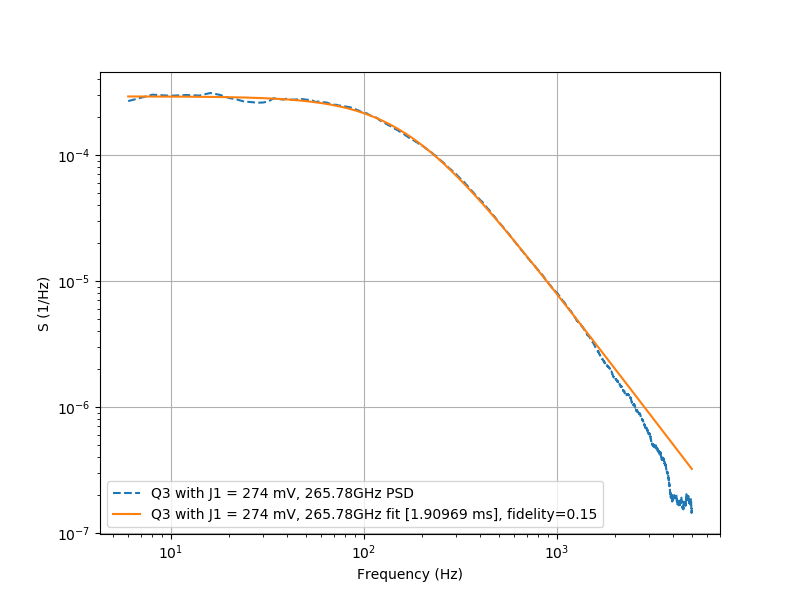 10⁻⁴
10⁻⁵
10⁻⁶
10⁻⁷
S (1/Hz)
Q3 with J1 = 274 mV, 265.78GHz PSD
Q3 with J1 = 274 mV, 265.78GHz fit [1.90969 ms], fidelity=0.15
10¹ 10² 10³
Frequency (Hz)